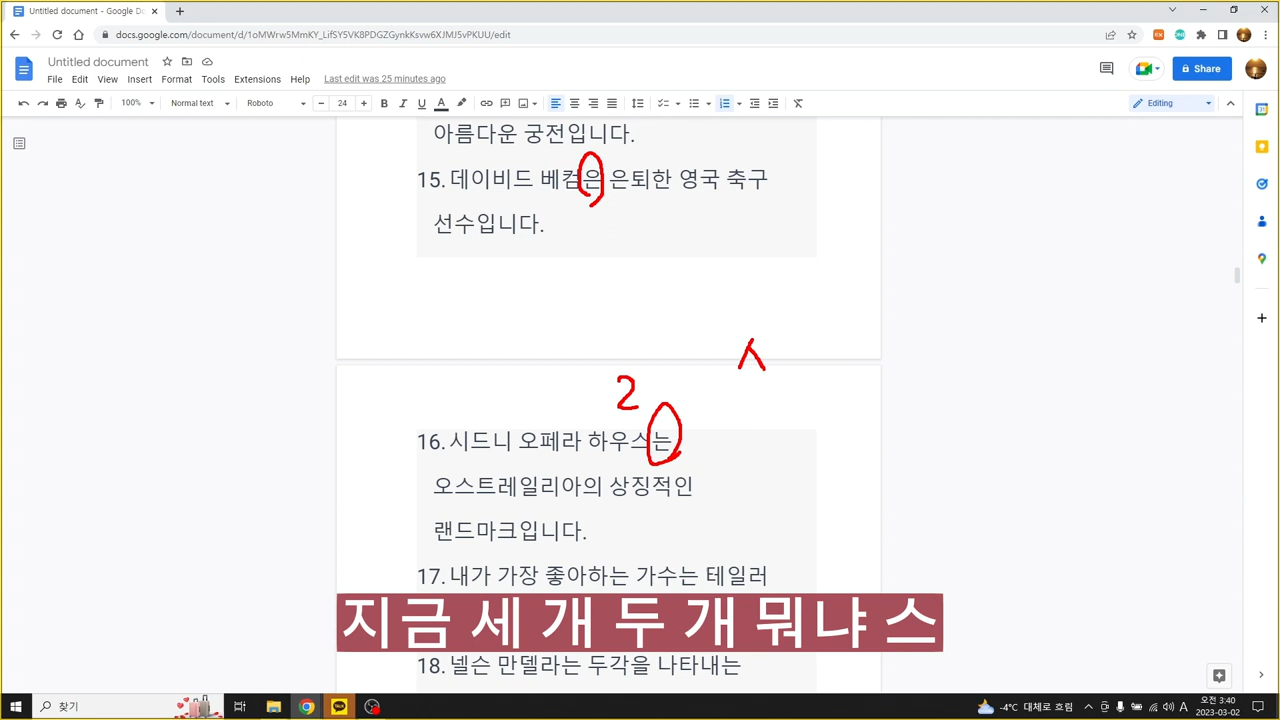 Untitled document - Google Do
docs.google.com/document/d/1oMWrw5MmKY_LifSY5VK8PDGZGynkKsvw6XJMJ5vPKUU/edit
Untitled document
File Edit View Insert Format Tools Extensions Help Last edit was 25 minutes ago
Share
100% Normal text Roboto 24 B I U A Editing
아름다운 궁전입니다.
15. 데이비드 베컴은 은퇴한 영국 축구
선수입니다.
ㅅ
2
16. 시드니 오페라 하우스는
오스트레일리아의 상징적인
랜드마크입니다.
17. 내가 가장 좋아하는 가수는 테일러
지금 세 개 두 개 뭐냐 스
18. 넬슨 만델라는 두각을 나타내는
찾기
-4°C 대체로 흐림 A 오후 3:40
2023-03-02